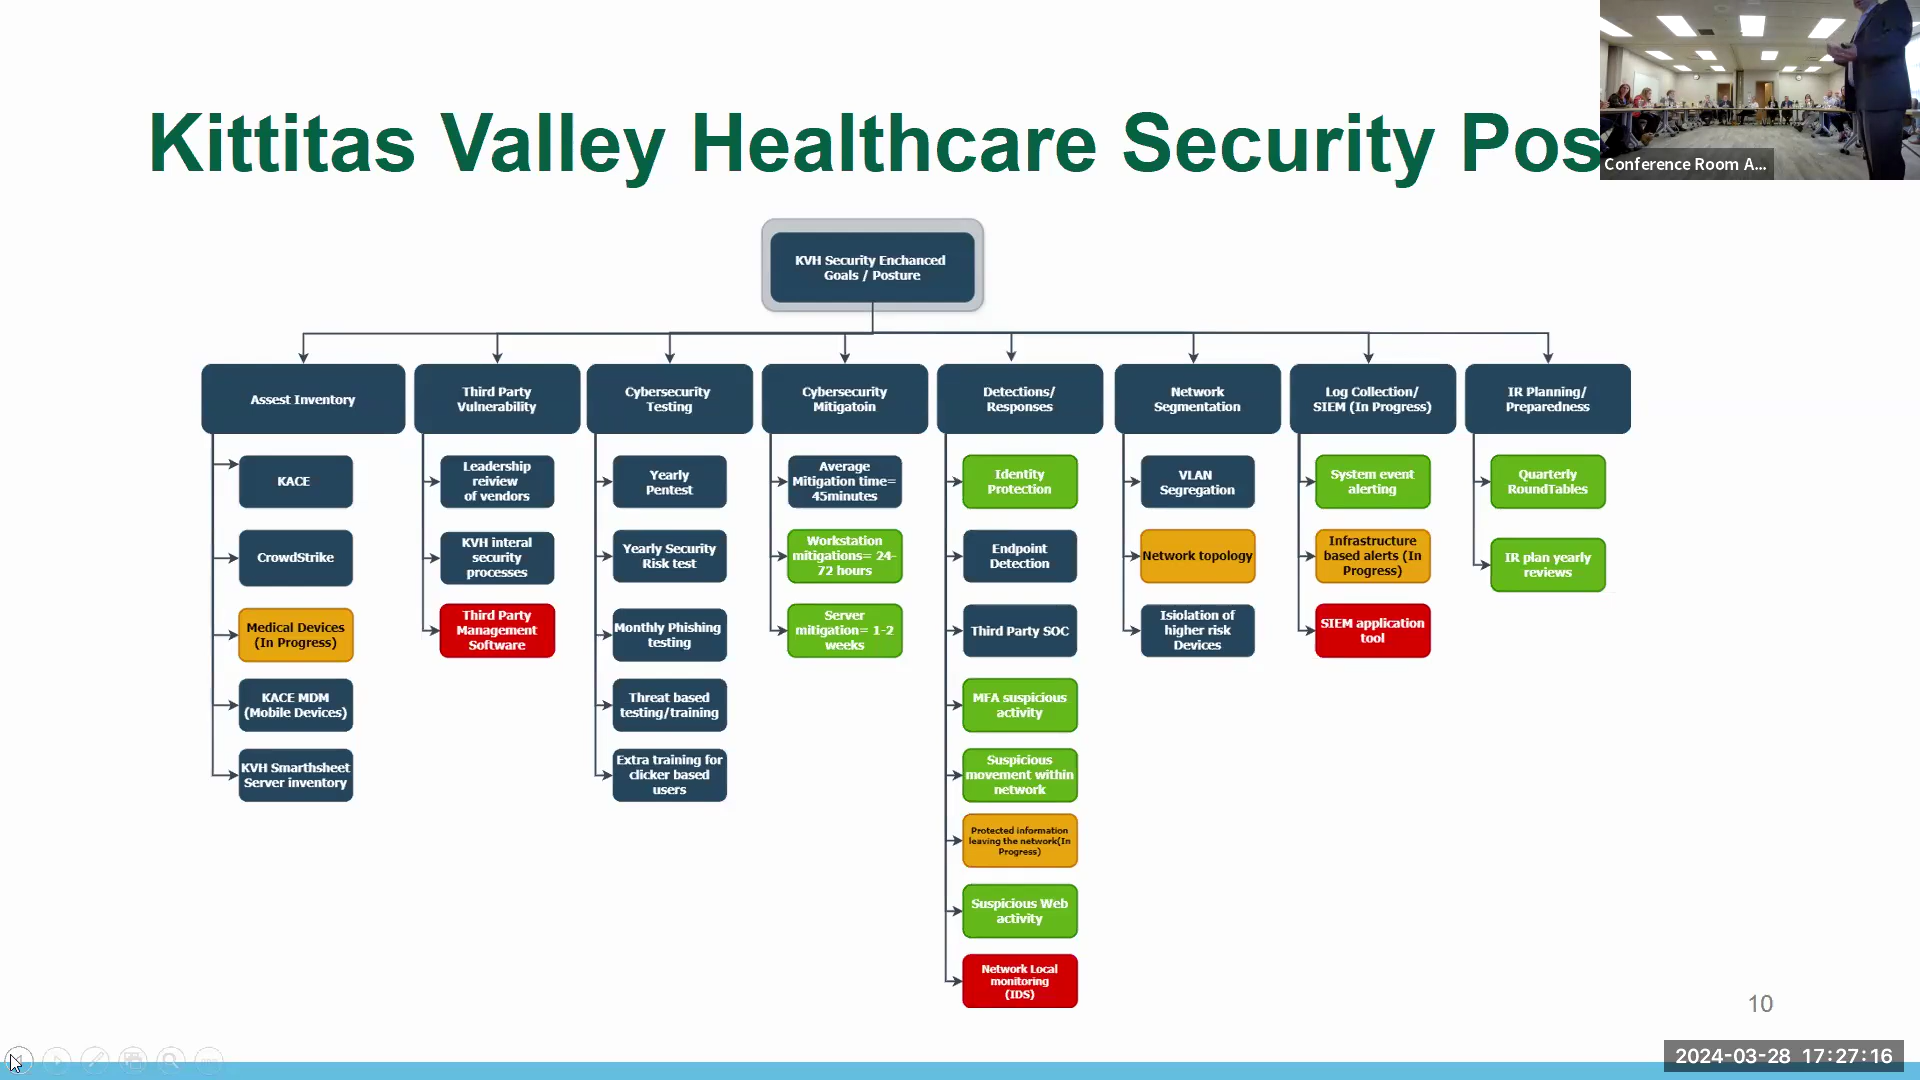 Kittitas Valley Healthcare Security Pos
Conference Room A...
KVH Security Enchanced
Goals / Posture
Assest Inventory
Third Party
Vulnerability
Cybersecurity
Testing
Cybersecurity
Mitigatoin
Detections/
Responses
Network
Segmentation
Log Collection/
SIEM (In Progress)
IR Planning/
Preparedness
KACE
CrowdStrike
Medical Devices
(In Progress)
KACE MDM
(Mobile Devices)
KVH Smarthsheet
Server inventory
Leadership
reiview
of vendors
KVH interal
security
processes
Third Party
Management
Software
Yearly
Pentest
Yearly Security
Risk test
Monthly Phishing
testing
Threat based
testing/training
Extra training for
clicker based
users
Average
Mitigation time=
45minutes
Workstation
mitigations= 24-
72 hours
Server
mitigation= 1-2
weeks
Identity
Protection
Endpoint
Detection
Third Party SOC
MFA suspicious
activity
Suspicious
movement within
network
Protected information
leaving the network(In
Progress)
Suspicious Web
activity
Network Local
monitoring
(IDS)
VLAN
Segregation
Network topology
Isiolation of
higher risk
Devices
System event
alerting
Infrastructure
based alerts (In
Progress)
SIEM application
tool
Quarterly
RoundTables
IR plan yearly
reviews
10
2024-03-28 17:27:16